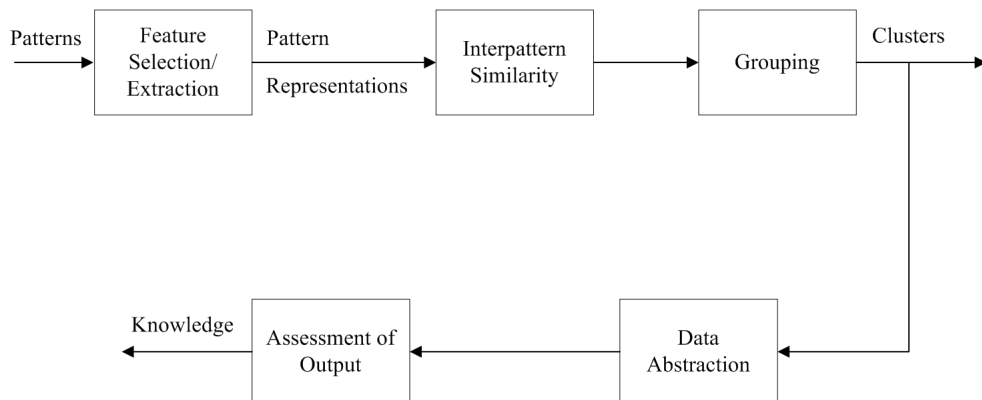 Patterns
Feature
Selection/
Extraction
Pattern
Representations
Interpattern
Similarity
Grouping
Clusters
Knowledge
Assessment of
Output
Data
Abstraction